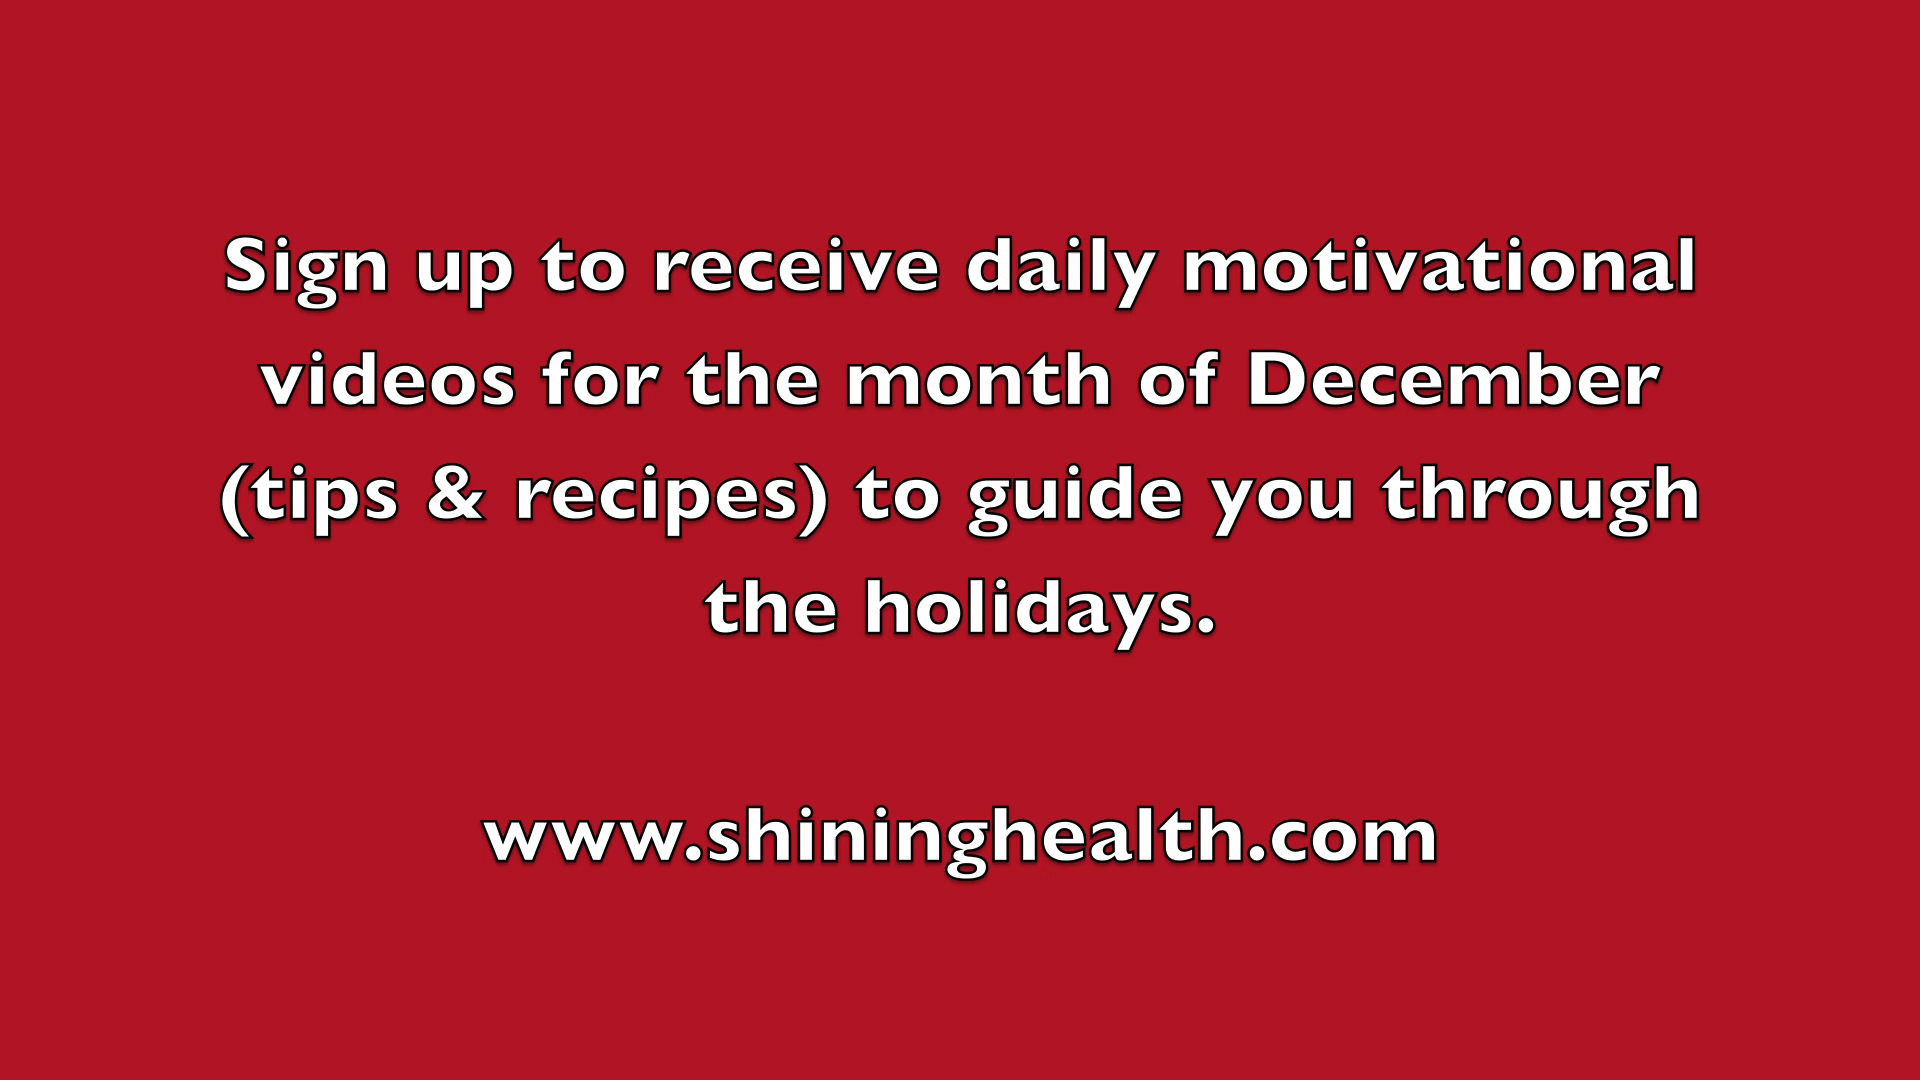 Sign up to receive daily motivational
videos for the month of December
(tips & recipes) to guide you through
the holidays.
www.shininghealth.com